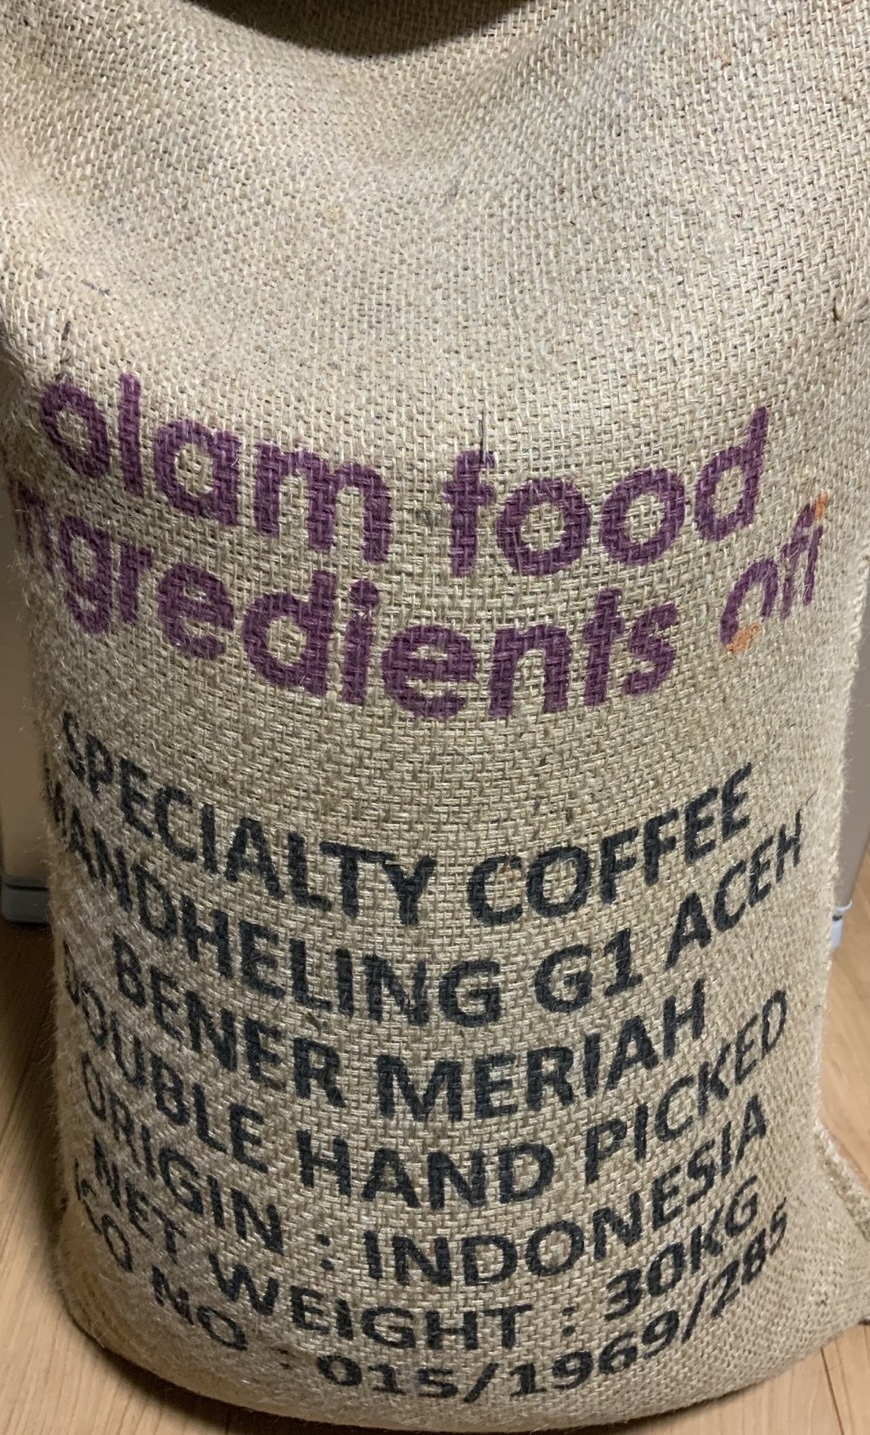 olam food
ingredients ofi
SPECIALTY COFFEE
MANDHELING G1 ACEH
BENER MERIAH
DOUBLE HAND PICKED
ORIGIN : INDONESIA
NET WEIGHT : 30KG
ICO NO : 015/1969/285